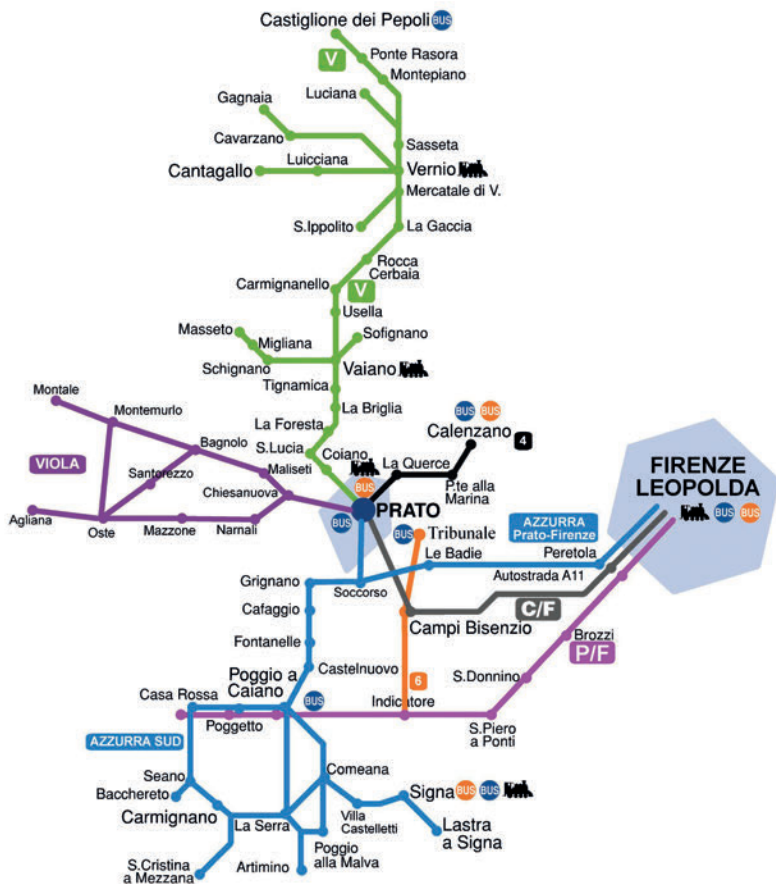 Castiglione dei Pepoli BUS
Ponte Rasora
V
Montepiano
Luciana
Gagnaia
Cavarzano
Sasseta
Luicciana
Cantagallo
Vernio
Mercatale di V.
S.Ippolito
La Gaccia
Rocca
Cerbaia
Carmignanello
V
Usella
Masseto
Sofignano
Migliana
Schignano
Vaiano
Tignamica
Montale
La Briglia
Montemurlo
La Foresta
BUS BUS
Calenzano
4
Bagnolo
S.Lucia
Coiano
VIOLA
La Querce
Santorezzo
Maliseti
FIRENZE
LEOPOLDA
Chiesanuova
BUS
P.te alla
Marina
PRATO
BUS BUS
Agliana
Oste
Mazzone
Narnali
BUS
BUS
Tribunale
AZZURRA
Prato-Firenze
Le Badie
Peretola
Grignano
Soccorso
Autostrada A11
Cafaggio
C/F
Campi Bisenzio
Fontanelle
Brozzi
P/F
Castelnuovo
Poggio a
Caiano
6
S.Donnino
Casa Rossa
BUS
Indicatore
Poggetto
S.Piero
a Ponti
AZZURRA SUD
Seano
Comeana
Bacchereto
Signa BUS BUS
Carmignano
La Serra
Villa
Castelletti
Lastra
a Signa
S.Cristina
a Mezzana
Artimino
Poggio
alla Malva